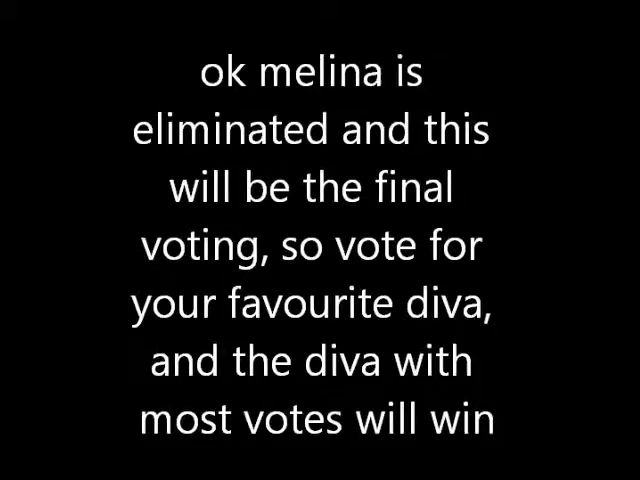 ok melina is
eliminated and this
will be the final
voting, so vote for
your favourite diva,
and the diva with
most votes will win